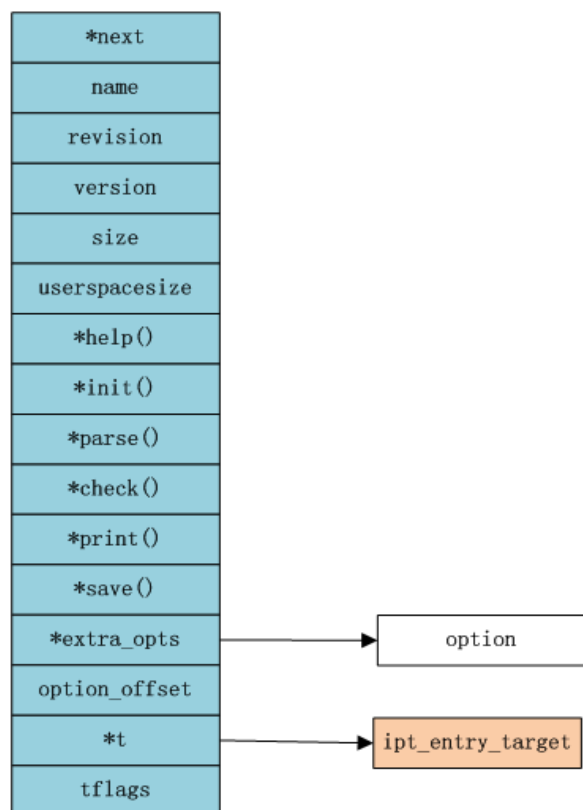 *next
name
revision
version
size
userspacesize
*help()
*init()
*parse()
*check()
*print()
*save()
*extra_opts
option
option_offset
*t
ipt_entry_target
tflags